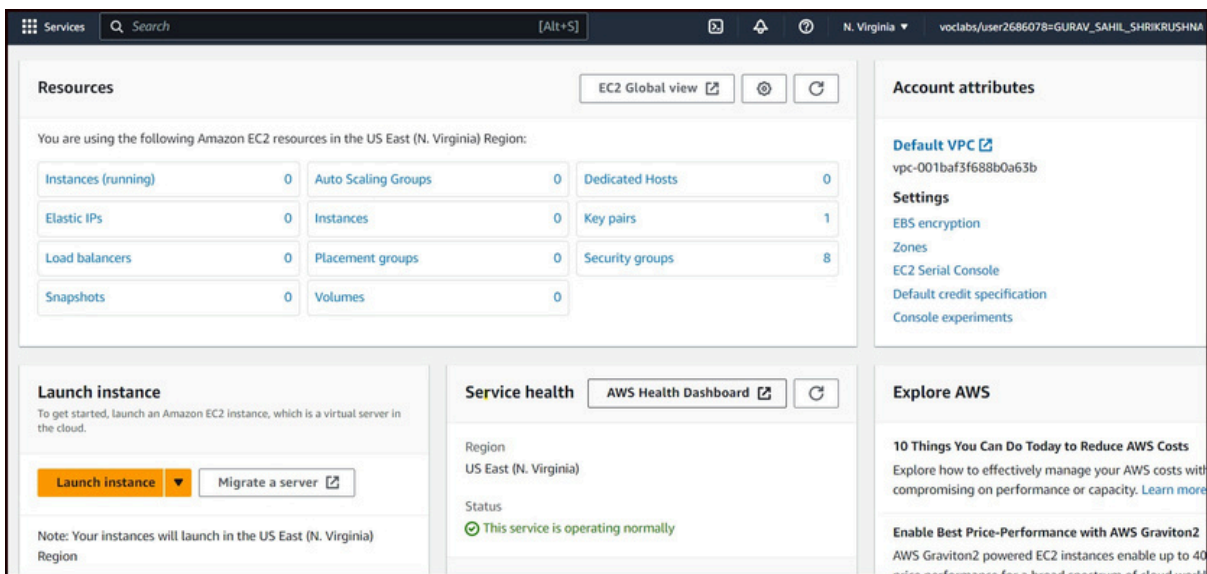 Services
Search
[Alt+S]
N. Virginia
voclabs/user2686078=GURAV_SAHIL_SHRIKRUSHNA
Resources
EC2 Global view
You are using the following Amazon EC2 resources in the US East (N. Virginia) Region:
Instances (running) 0
Auto Scaling Groups 0
Dedicated Hosts 0
Elastic IPs 0
Instances 0
Key pairs 1
Load balancers 0
Placement groups 0
Security groups 8
Snapshots 0
Volumes 0
Account attributes
Default VPC
vpc-001baf3f688b0a63b
Settings
EBS encryption
Zones
EC2 Serial Console
Default credit specification
Console experiments
Launch instance
To get started, launch an Amazon EC2 instance, which is a virtual server in
the cloud.
Launch instance
Migrate a server
Note: Your instances will launch in the US East (N. Virginia)
Region
Service health
AWS Health Dashboard
Region
US East (N. Virginia)
Status
This service is operating normally
Explore AWS
10 Things You Can Do Today to Reduce AWS Costs
Explore how to effectively manage your AWS costs with
compromising on performance or capacity. Learn more
Enable Best Price-Performance with AWS Graviton2
AWS Graviton2 powered EC2 instances enable up to 40